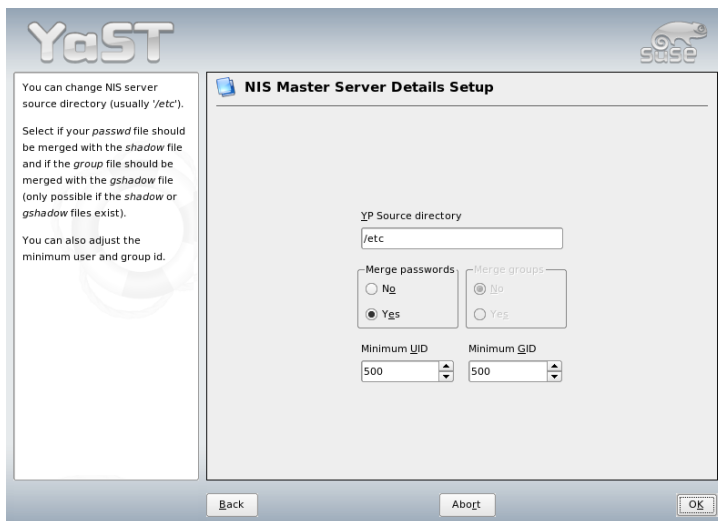 YaST
SUSE
You can change NIS server
source directory (usually '/etc').
Select if your passwd file should
be merged with the shadow file
and if the group file should be
merged with the gshadow file
(only possible if the shadow or
gshadow files exist).
You can also adjust the
minimum user and group id.
NIS Master Server Details Setup
YP Source directory
/etc
Merge passwords
No
Yes
Merge groups
No
Yes
Minimum UID
500
Minimum GID
500
Back
Abort
OK